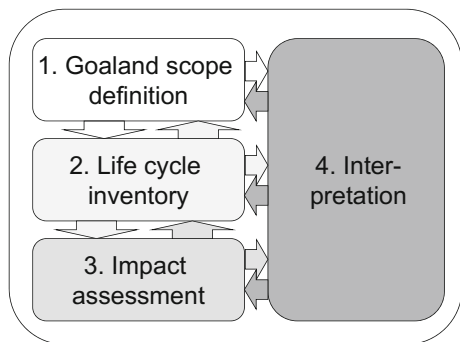 1. Goaland scope
definition
2. Life cycle
inventory
3. Impact
assessment
4. Inter-
pretation